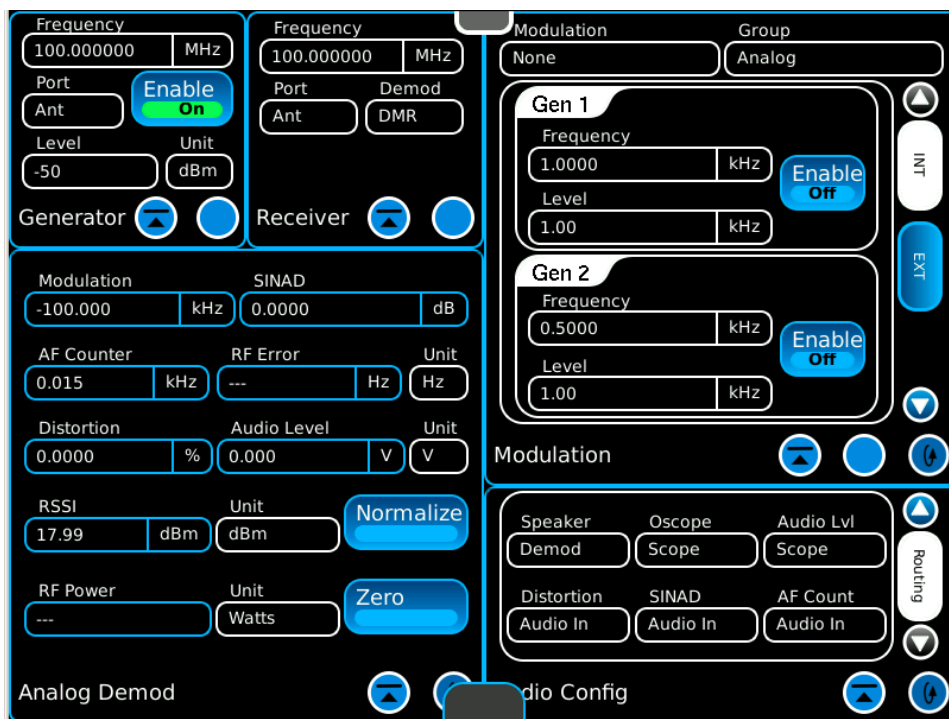 Frequency
100.000000 MHz
Port
Ant
Enable
On
Level Unit
-50 dBm
Generator
Frequency
100.000000 MHz
Port Demod
Ant DMR
Receiver
Modulation Group
None Analog
Gen 1
Frequency
1.0000 kHz
Level
1.00 kHz
Enable
Off
Gen 2
Frequency
0.5000 kHz
Level
1.00 kHz
Enable
Off
INT
EXT
Modulation
Modulation SINAD
-100.000 kHz 0.0000 dB
AF Counter RF Error Unit
0.015 kHz --- Hz Hz
Distortion Audio Level Unit
0.0000 % 0.000 V V
RSSI Unit
17.99 dBm dBm
Normalize
RF Power Unit
--- Watts
Zero
Analog Demod
Speaker Oscope Audio Lvl
Demod Scope Scope
Distortion SINAD AF Count
Audio In Audio In Audio In
Routing
dio Config